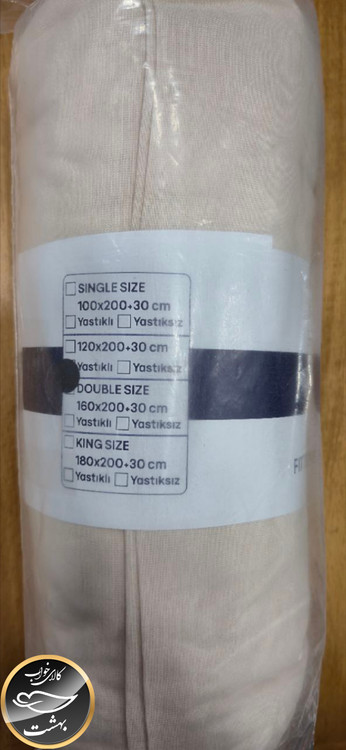 SINGLE SIZE
100x200+30 cm
Yastıklı Yastıksız
120x200+30 cm
Yastıklı Yastıksız
DOUBLE SIZE
160x200+30 cm
Yastıklı Yastıksız
KING SIZE
180x200+30 cm
Yastıklı Yastıksız
کالای خواب
بهشت